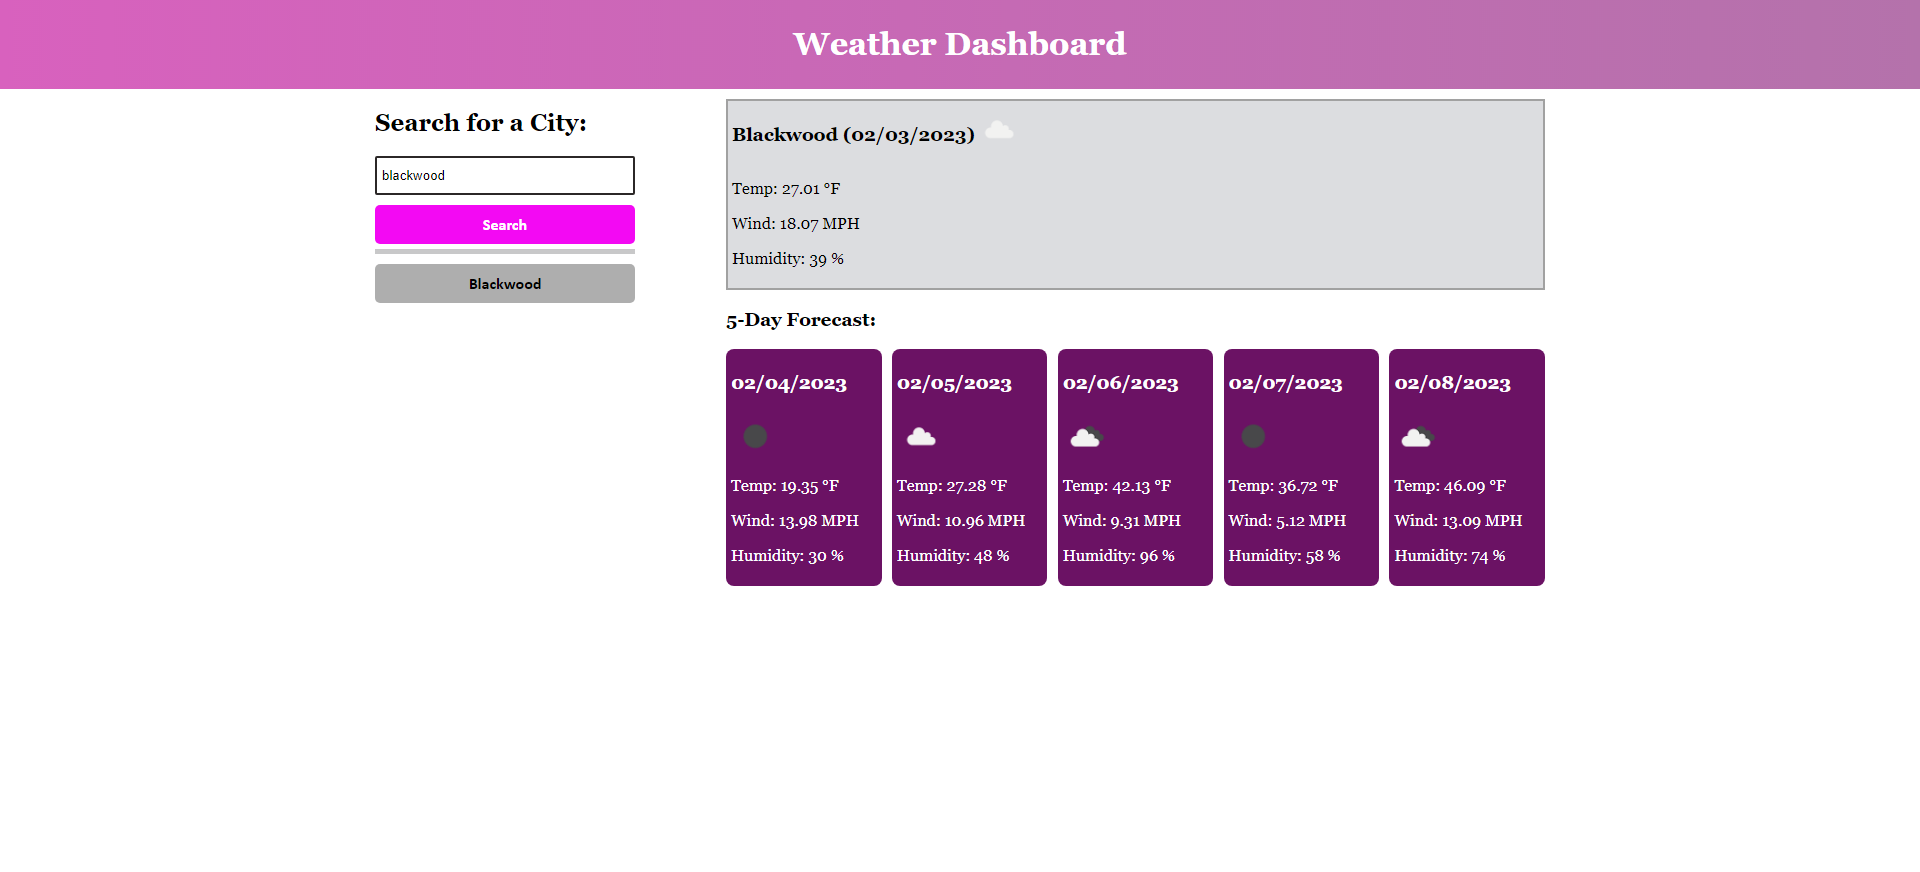 Weather Dashboard
Search for a City:
blackwood
Search
Blackwood
Blackwood (02/03/2023)
Temp: 27.01 °F
Wind: 18.07 MPH
Humidity: 39 %
5-Day Forecast:
02/04/2023
Temp: 19.35 °F
Wind: 13.98 MPH
Humidity: 30 %
02/05/2023
Temp: 27.28 °F
Wind: 10.96 MPH
Humidity: 48 %
02/06/2023
Temp: 42.13 °F
Wind: 9.31 MPH
Humidity: 96 %
02/07/2023
Temp: 36.72 °F
Wind: 5.12 MPH
Humidity: 58 %
02/08/2023
Temp: 46.09 °F
Wind: 13.09 MPH
Humidity: 74 %